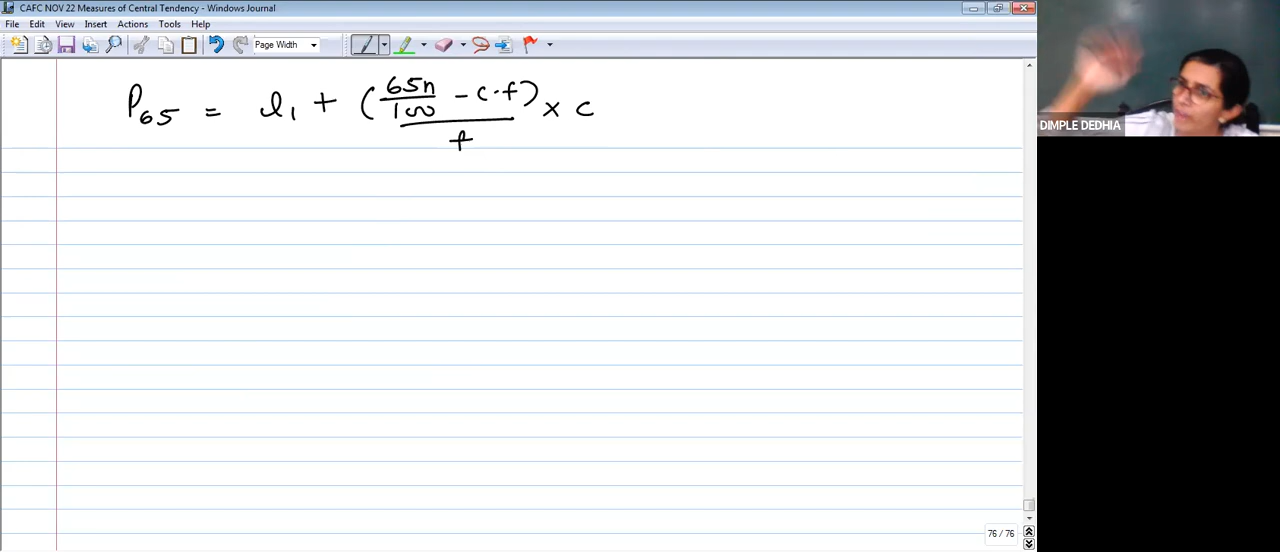 CAFC NOV 22 Measures of Central Tendency - Windows Journal
File Edit View Insert Actions Tools Help
Page Width
P₆₅ = l₁ + (65n/100 - c.f)/f × c
DIMPLE DEDHIA
76 / 76